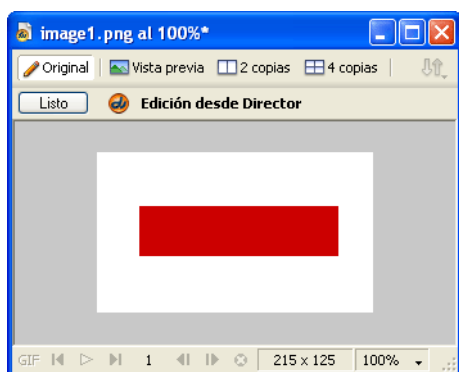 image1.png al 100%*
Original Vista previa 2 copias 4 copias
Listo Edición desde Director
GIF 1 215 x 125 100%